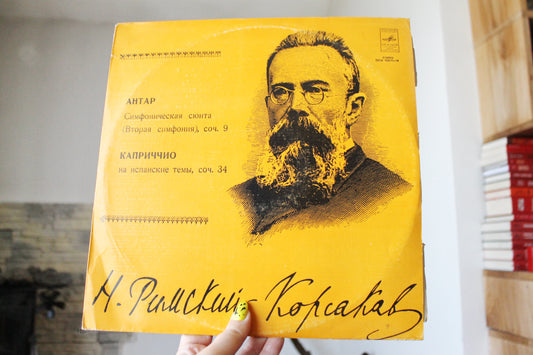 АНТАР
Симфоническая сюита
(Вторая симфония), соч. 9
КАПРИЧЧИО
на испанские темы, соч. 34
Н. Римский-Корсаков